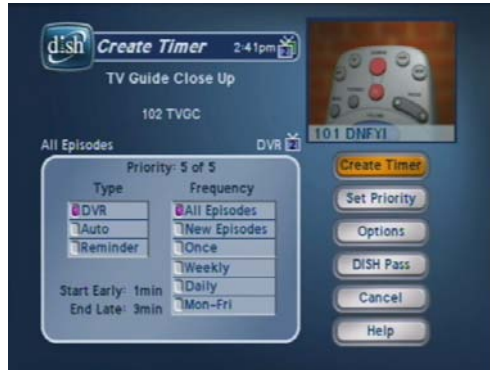 dish Create Timer 2:41pm
TV Guide Close Up
102 TVGC
101 DNFYI
All Episodes DVR 2
Priority: 5 of 5
Type Frequency
DVR All Episodes
Auto New Episodes
Reminder Once
Weekly
Start Early: 1min Daily
End Late: 3min Mon-Fri
Create Timer
Set Priority
Options
DISH Pass
Cancel
Help